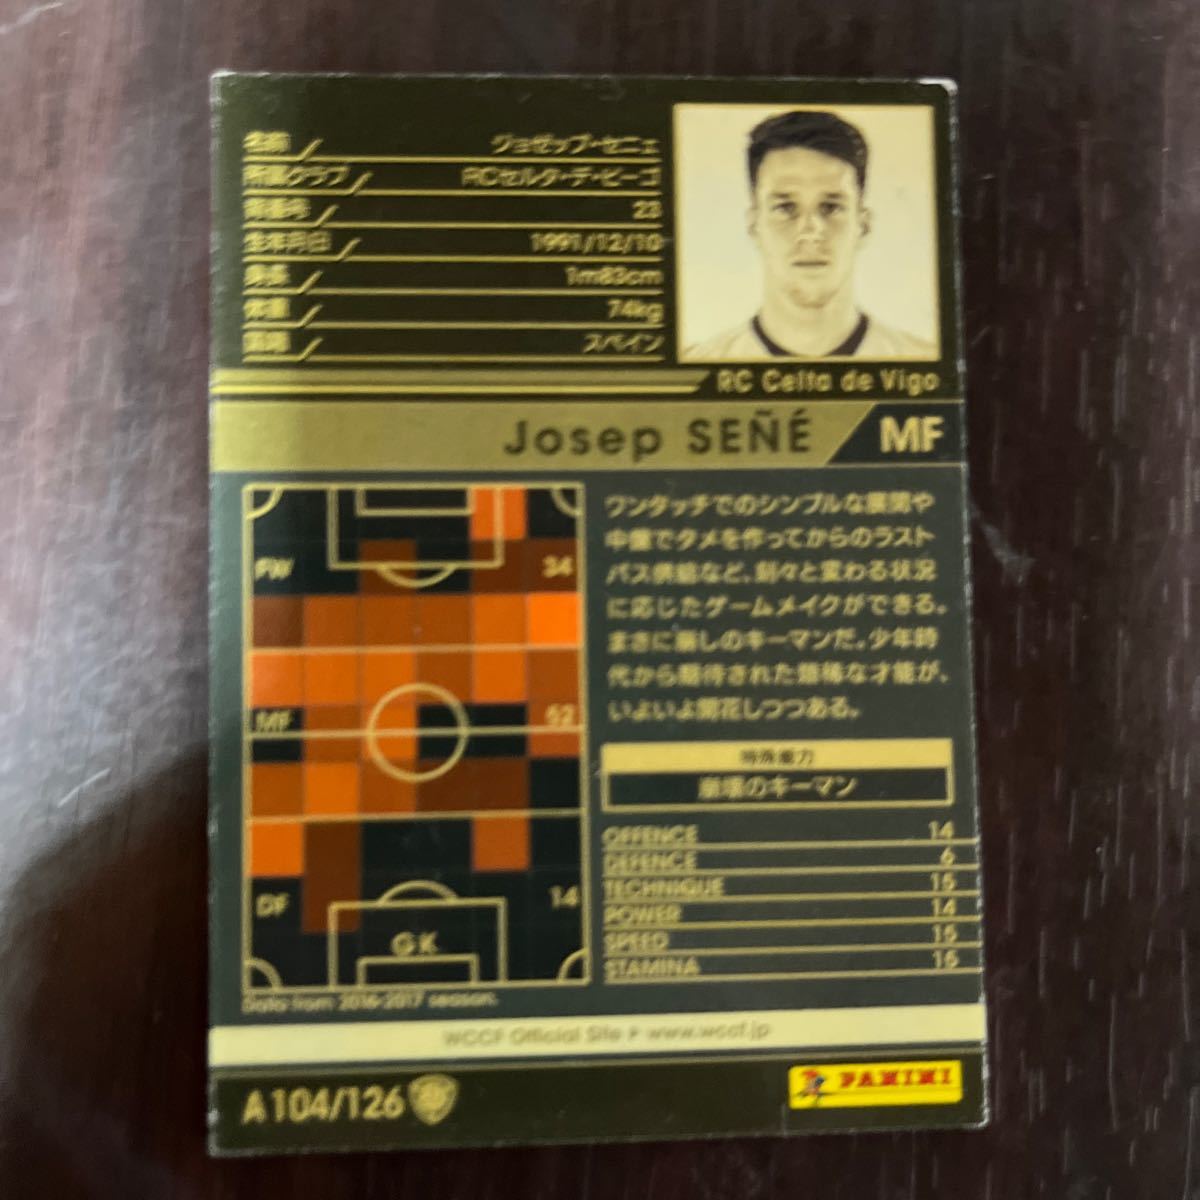 名前 ジョゼップ・セニェ
所属クラブ RCセルタ・デ・ビーゴ
背番号 23
生年月日 1991/12/10
身長 1m83cm
体重 74kg
国籍 スペイン
RC Celta de Vigo
Josep SEÑÉ MF
FW 34
MF 52
DF 14
GK
Data from 2016-2017 season.
ワンタッチでのシンプルな展開や
中盤でタメを作ってからのラスト
パス供給など、刻々と変わる状況
に応じたゲームメイクができる。
まさに崩しのキーマンだ。少年時
代から期待された類稀な才能が、
いよいよ開花しつつある。
特殊能力
崩壊のキーマン
OFFENCE 14
DEFENCE 6
TECHNIQUE 15
POWER 14
SPEED 15
STAMINA 15
WCCF Official Site www.wccf.jp
A104/126
PANINI